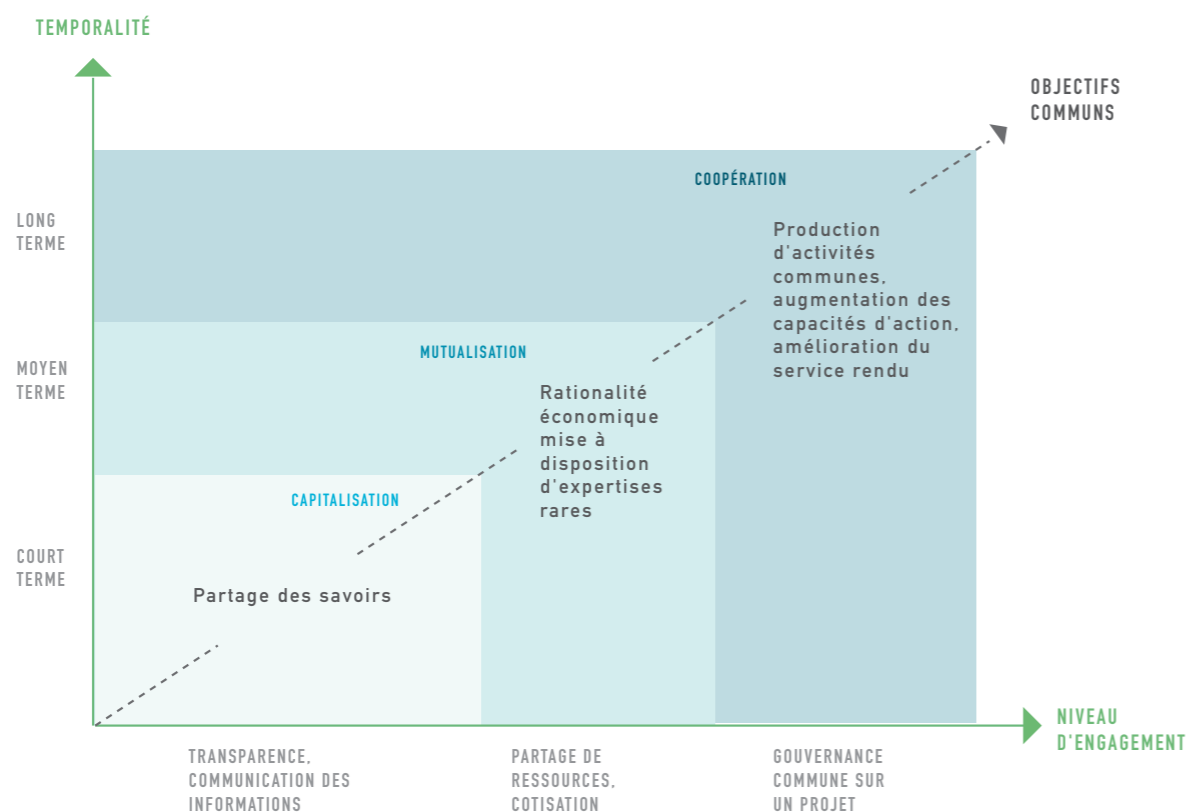 TEMPORALITÉ
OBJECTIFS
COMMUNS
COOPÉRATION
LONG
TERME
Production
d'activités
communes,
augmentation des
capacités d'action,
amélioration du
service rendu
MUTUALISATION
MOYEN
TERME
Rationalité
économique
mise à
disposition
d'expertises
rares
CAPITALISATION
COURT
TERME
Partage des savoirs
NIVEAU
D'ENGAGEMENT
TRANSPARENCE,
COMMUNICATION DES
INFORMATIONS
PARTAGE DE
RESSOURCES,
COTISATION
GOUVERNANCE
COMMUNE SUR
UN PROJET